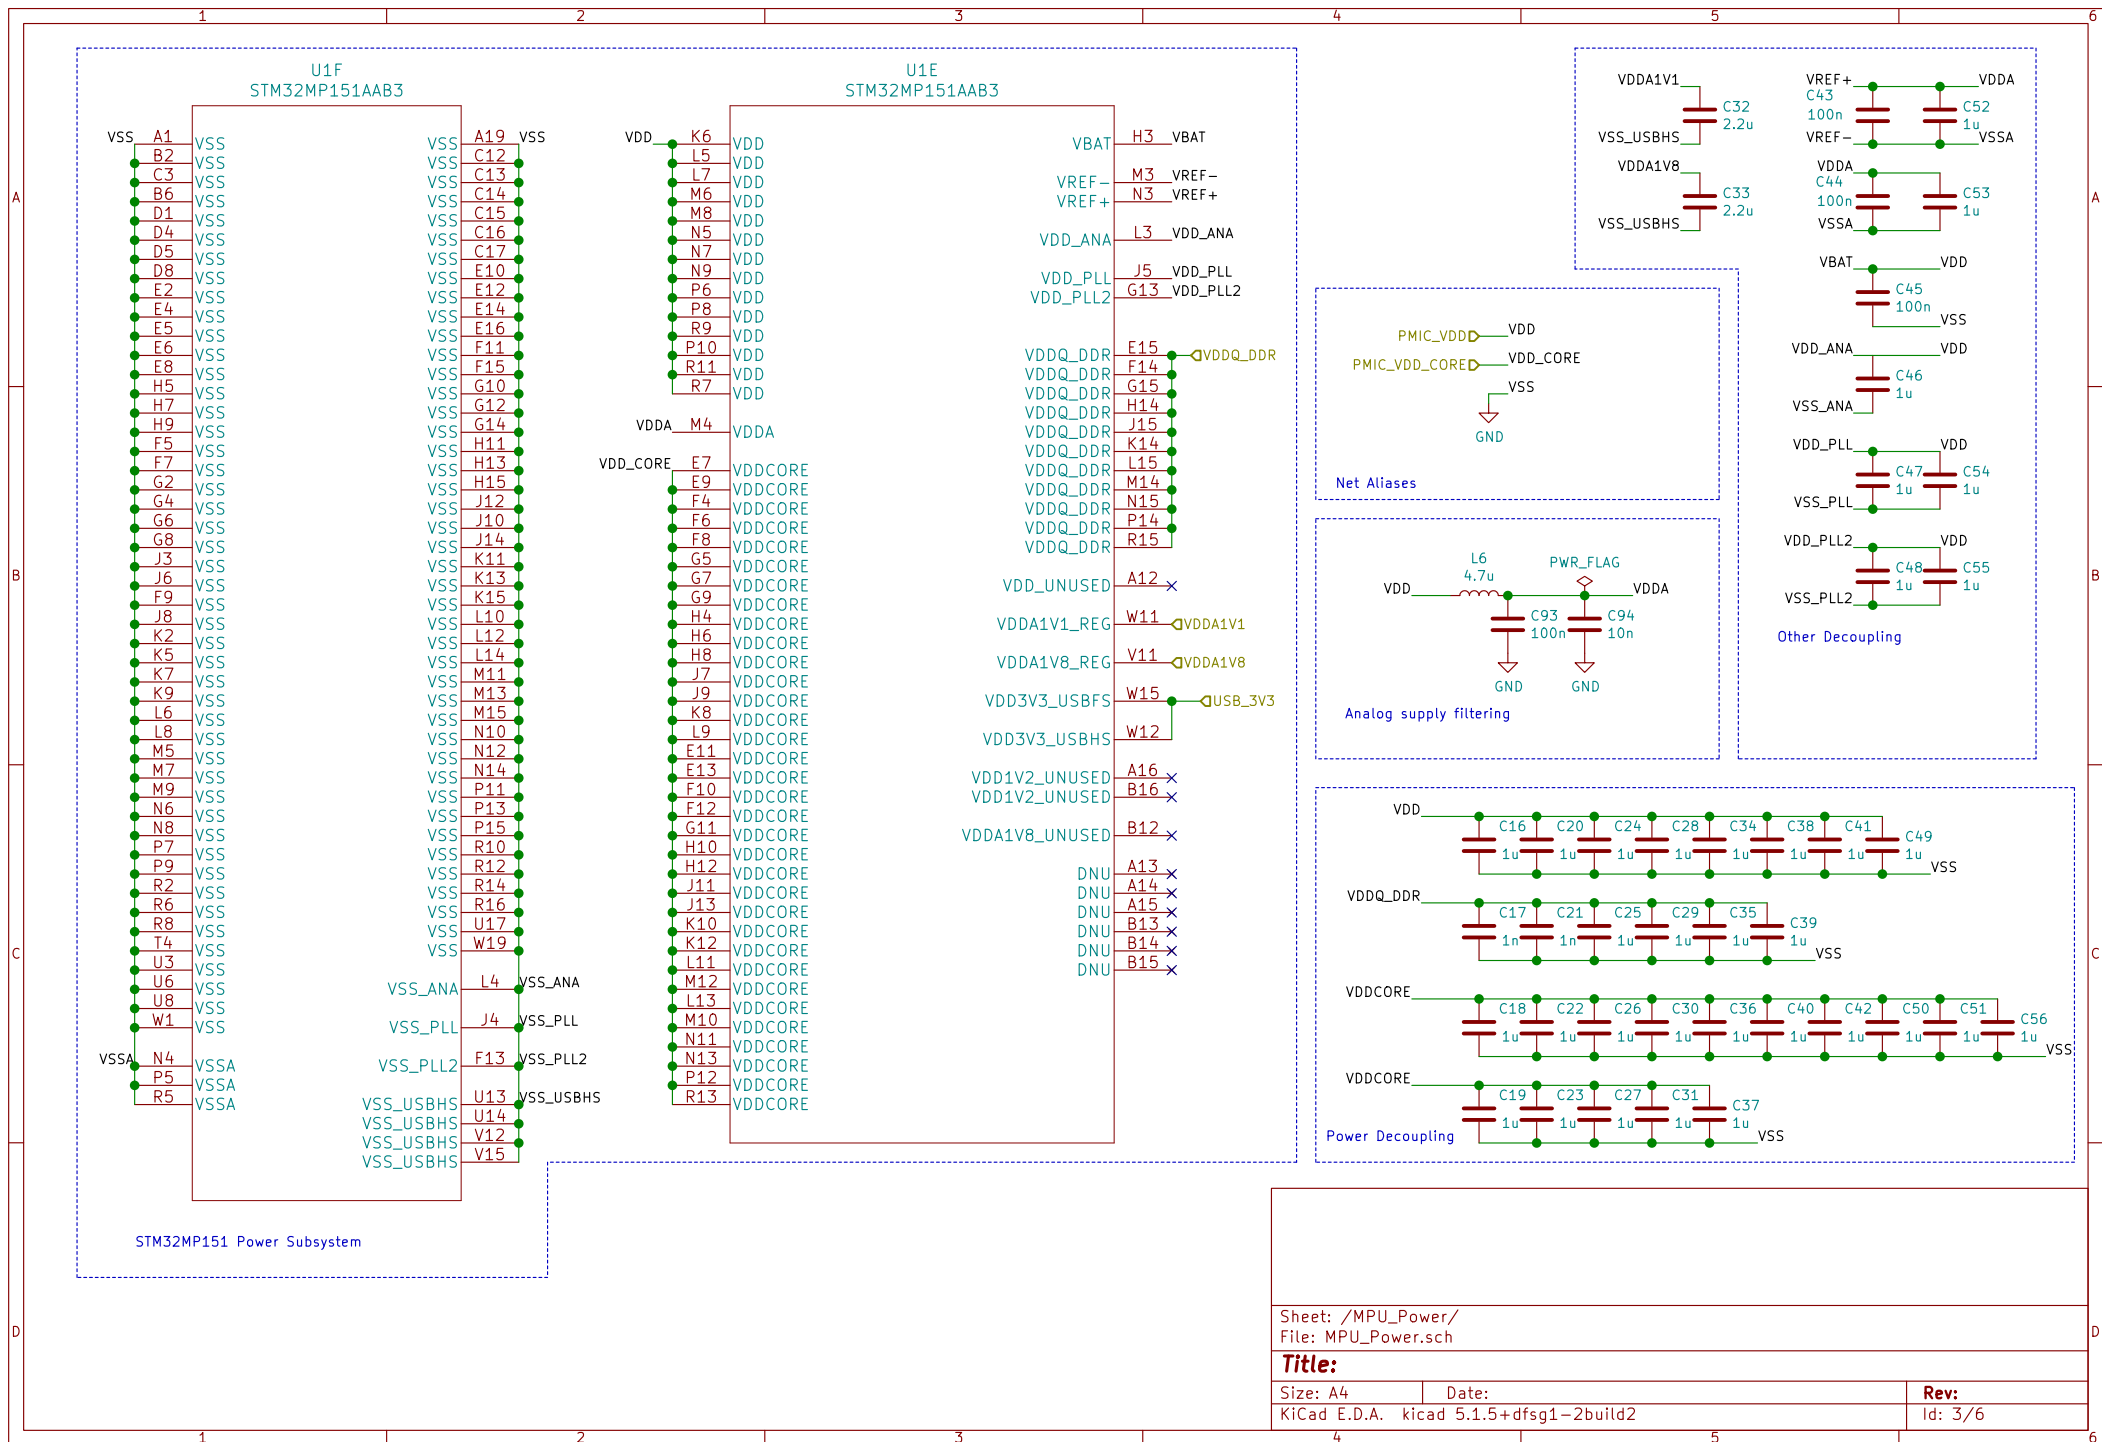 1 2 3 4 5 6
A
B
C
D
U1F
STM32MP151AAB3
VSS A1 VSS
B2 VSS
C3 VSS
B6 VSS
D1 VSS
D4 VSS
D5 VSS
D8 VSS
E2 VSS
E4 VSS
E5 VSS
E6 VSS
E8 VSS
H5 VSS
H7 VSS
H9 VSS
F5 VSS
F7 VSS
G2 VSS
G4 VSS
G6 VSS
G8 VSS
J3 VSS
J6 VSS
F9 VSS
J8 VSS
K2 VSS
K5 VSS
K7 VSS
K9 VSS
L6 VSS
L8 VSS
M5 VSS
M7 VSS
M9 VSS
N6 VSS
N8 VSS
P7 VSS
P9 VSS
R2 VSS
R6 VSS
R8 VSS
T4 VSS
U3 VSS
U6 VSS
U8 VSS
W1 VSS
VSSA N4 VSSA
P5 VSSA
R5 VSSA
VSS A19 VSS
VSS C12
VSS C13
VSS C14
VSS C15
VSS C16
VSS C17
VSS E10
VSS E12
VSS E14
VSS E16
VSS F11
VSS F15
VSS G10
VSS G12
VSS G14
VSS H11
VSS H13
VSS H15
VSS J12
VSS J10
VSS J14
VSS K11
VSS K13
VSS K15
VSS L10
VSS L12
VSS L14
VSS M11
VSS M13
VSS M15
VSS N10
VSS N12
VSS N14
VSS P11
VSS P13
VSS P15
VSS R10
VSS R12
VSS R14
VSS R16
VSS U17
VSS W19
VSS_ANA L4 VSS_ANA
VSS_PLL J4 VSS_PLL
VSS_PLL2 F13 VSS_PLL2
VSS_USBHS U13 VSS_USBHS
VSS_USBHS U14
VSS_USBHS V12
VSS_USBHS V15
STM32MP151 Power Subsystem
U1E
STM32MP151AAB3
VDD K6 VDD
L5 VDD
L7 VDD
M6 VDD
M8 VDD
N5 VDD
N7 VDD
N9 VDD
P6 VDD
P8 VDD
R9 VDD
P10 VDD
R11 VDD
R7 VDD
VDDA M4 VDDA
VDD_CORE E7 VDDCORE
E9 VDDCORE
F4 VDDCORE
F6 VDDCORE
F8 VDDCORE
G5 VDDCORE
G7 VDDCORE
G9 VDDCORE
H4 VDDCORE
H6 VDDCORE
H8 VDDCORE
J7 VDDCORE
J9 VDDCORE
K8 VDDCORE
L9 VDDCORE
E11 VDDCORE
E13 VDDCORE
F10 VDDCORE
F12 VDDCORE
G11 VDDCORE
H10 VDDCORE
H12 VDDCORE
J11 VDDCORE
J13 VDDCORE
K10 VDDCORE
K12 VDDCORE
L11 VDDCORE
M12 VDDCORE
L13 VDDCORE
M10 VDDCORE
N11 VDDCORE
N13 VDDCORE
P12 VDDCORE
R13 VDDCORE
VBAT H3 VBAT
VREF- M3 VREF-
VREF+ N3 VREF+
VDD_ANA L3 VDD_ANA
VDD_PLL J5 VDD_PLL
VDD_PLL2 G13 VDD_PLL2
VDDQ_DDR E15 VDDQ_DDR
VDDQ_DDR F14
VDDQ_DDR G15
VDDQ_DDR H14
VDDQ_DDR J15
VDDQ_DDR K14
VDDQ_DDR L15
VDDQ_DDR M14
VDDQ_DDR N15
VDDQ_DDR P14
VDDQ_DDR R15
VDD_UNUSED A12
VDDA1V1_REG W11 VDDA1V1
VDDA1V8_REG V11 VDDA1V8
VDD3V3_USBFS W15 USB_3V3
VDD3V3_USBHS W12
VDD1V2_UNUSED A16
VDD1V2_UNUSED B16
VDDA1V8_UNUSED B12
DNU A13
DNU A14
DNU A15
DNU B13
DNU B14
DNU B15
PMIC_VDD VDD
PMIC_VDD_CORE VDD_CORE
VSS
GND
Net Aliases
L6
4.7u
PWR_FLAG
VDD VDDA
C93
100n
C94
10n
GND GND
Analog supply filtering
VDDA1V1
C32
2.2u
VSS_USBHS
VDDA1V8
C33
2.2u
VSS_USBHS
VREF+ VDDA
C43
100n
C52
1u
VREF- VSSA
VDDA
C44
100n
C53
1u
VSSA
VBAT VDD
C45
100n
VSS
VDD_ANA VDD
C46
1u
VSS_ANA
VDD_PLL VDD
C47 C54
1u 1u
VSS_PLL
VDD_PLL2 VDD
C48 C55
1u 1u
VSS_PLL2
Other Decoupling
VDD
C16 C20 C24 C28 C34 C38 C41 C49
1u 1u 1u 1u 1u 1u 1u 1u
VSS
VDDQ_DDR
C17 C21 C25 C29 C35 C39
1n 1n 1u 1u 1u 1u
VSS
VDDCORE
C18 C22 C26 C30 C36 C40 C42 C50 C51 C56
1u 1u 1u 1u 1u 1u 1u 1u 1u 1u
VSS
VDDCORE
C19 C23 C27 C31 C37
1u 1u 1u 1u 1u
VSS
Power Decoupling
Sheet: /MPU_Power/
File: MPU_Power.sch
Title:
Size: A4 Date: Rev:
KiCad E.D.A. kicad 5.1.5+dfsg1-2build2 Id: 3/6
A
B
C
D
1 2 3 4 5 6